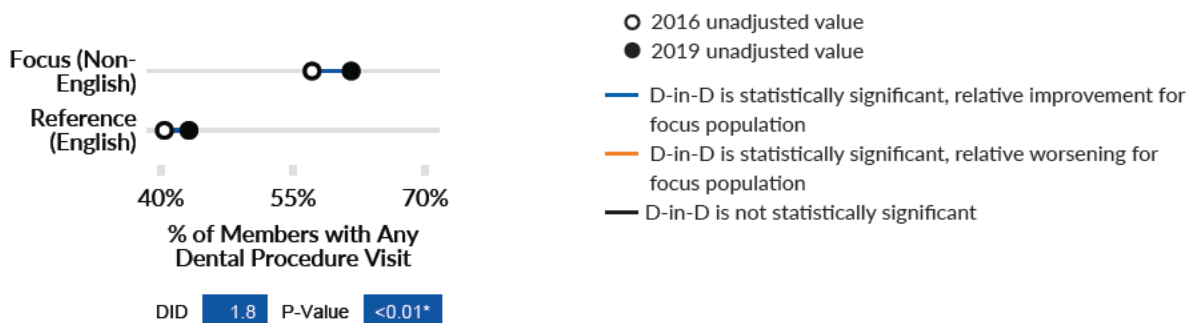 Focus (Non-
English)
Reference
(English)
40% 55% 70%
% of Members with Any
Dental Procedure Visit
DID 1.8 P-Value <0.01*
2016 unadjusted value
2019 unadjusted value
D-in-D is statistically significant, relative improvement for
focus population
D-in-D is statistically significant, relative worsening for
focus population
D-in-D is not statistically significant